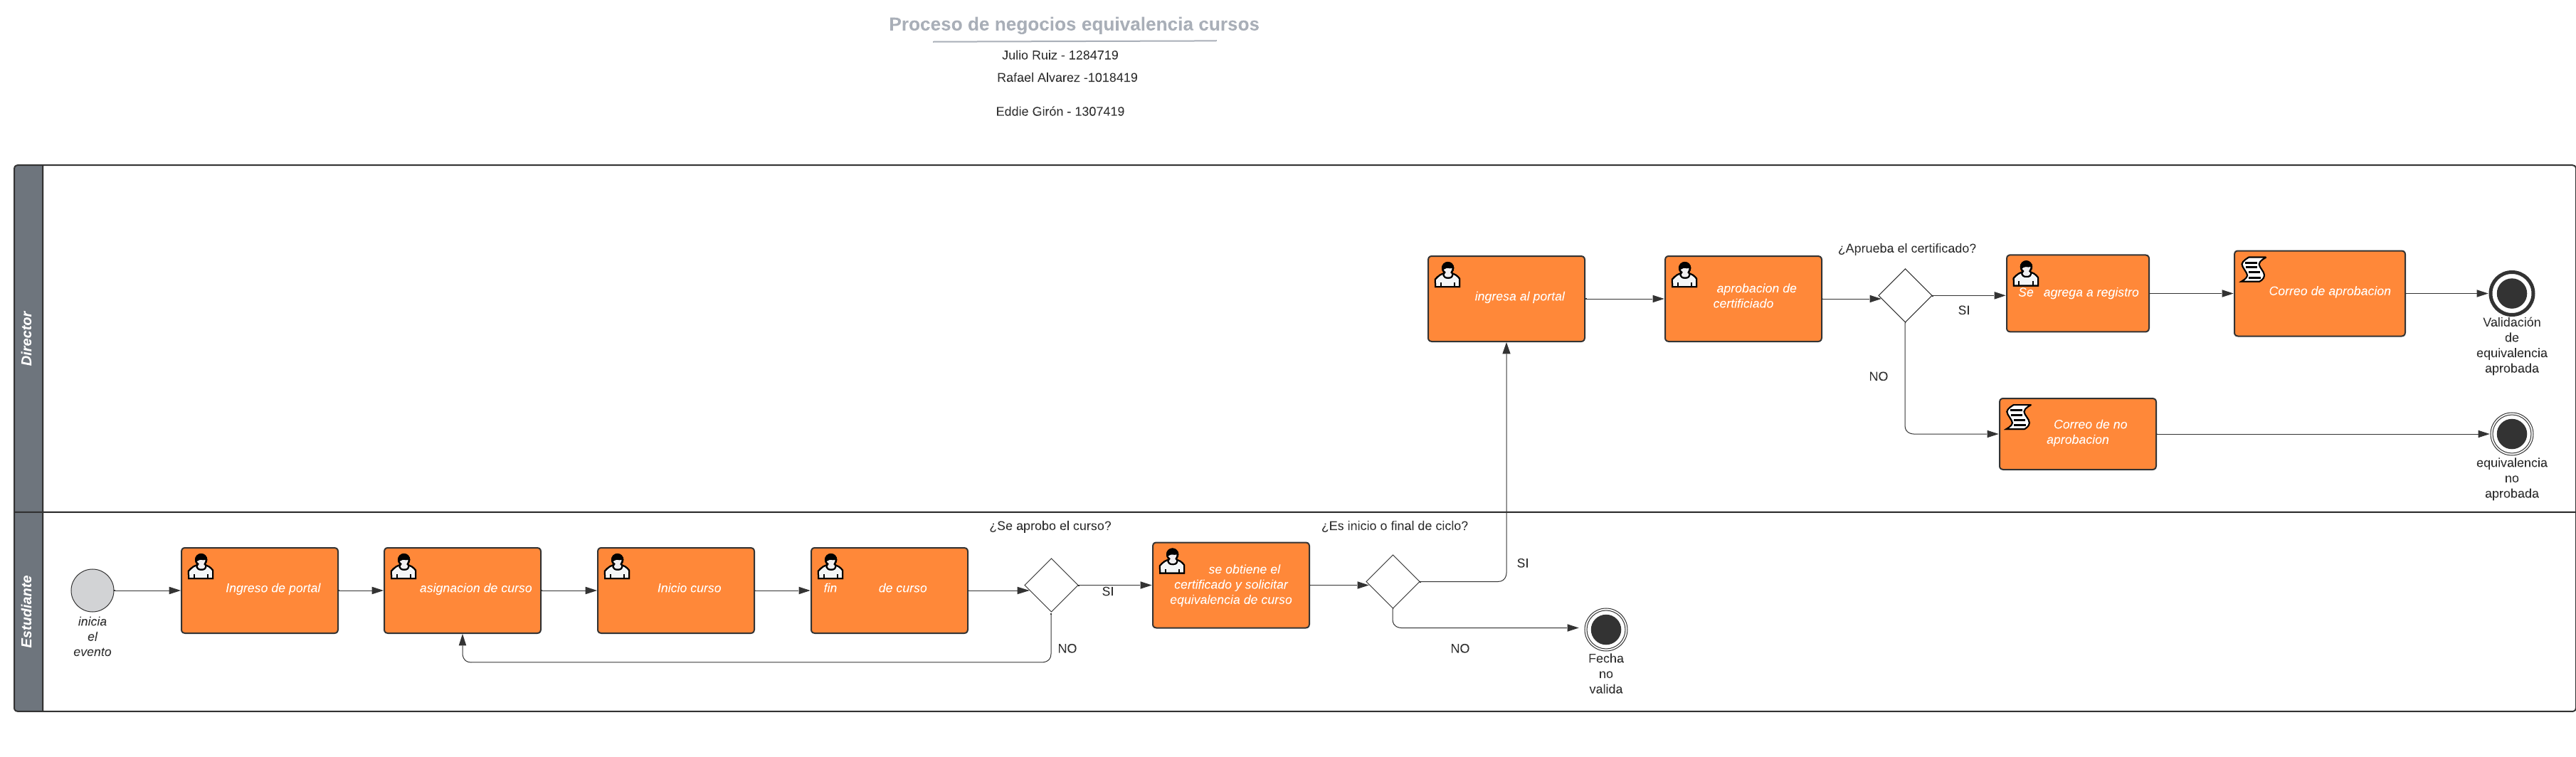 Proceso de negocios equivalencia cursos
Julio Ruiz - 1284719
Rafael Alvarez -1018419
Eddie Girón - 1307419
Director
¿Aprueba el certificado?
ingresa al portal
aprobacion de
certificiado
SI
Se agrega a registro
Correo de aprobacion
Validación
de
equivalencia
aprobada
NO
Correo de no
aprobacion
equivalencia
no
aprobada
Estudiante
inicia
el
evento
Ingreso de portal
asignacion de curso
Inicio curso
fin de curso
¿Se aprobo el curso?
SI
NO
se obtiene el
certificado y solicitar
equivalencia de curso
¿Es inicio o final de ciclo?
SI
NO
Fecha
no
valida